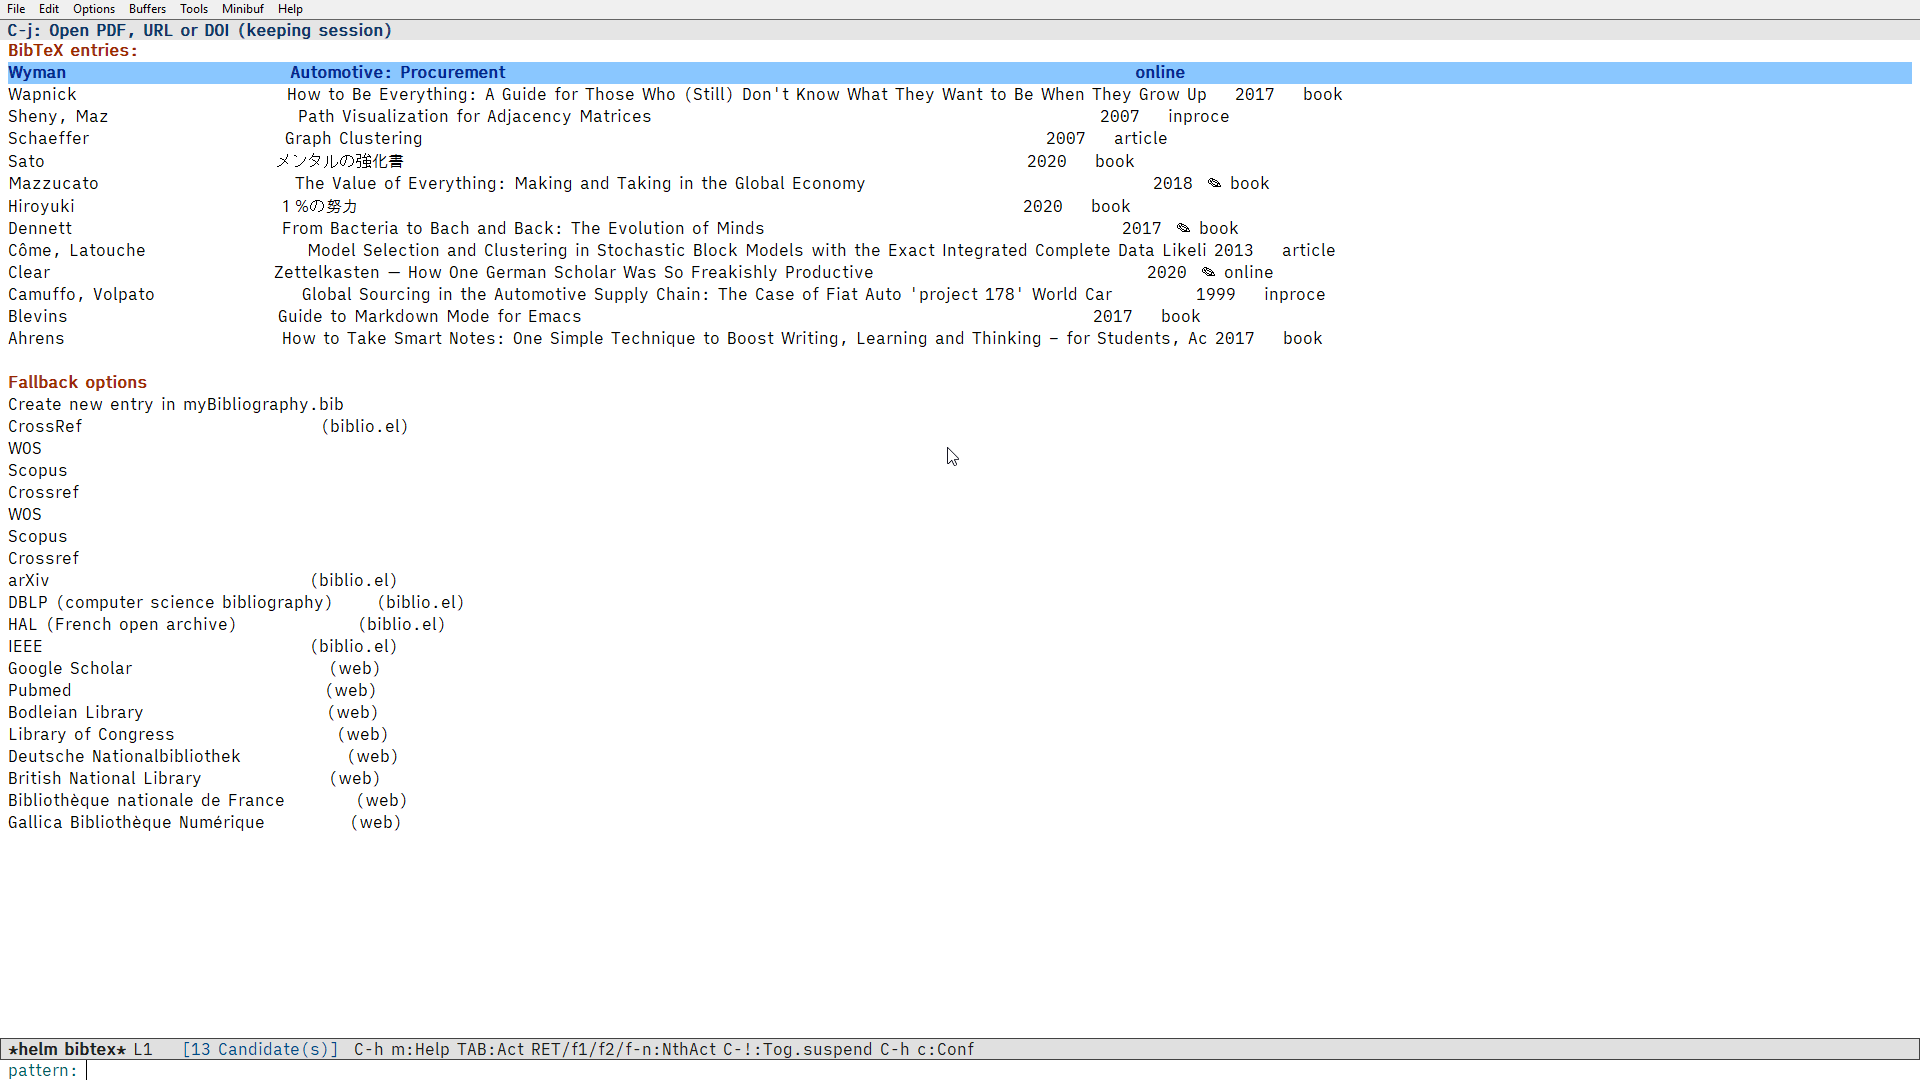 File Edit Options Buffers Tools Minibuf Help
C-j: Open PDF, URL or DOI (keeping session)
BibTeX entries:
Wyman Automotive: Procurement online
Wapnick How to Be Everything: A Guide for Those Who (Still) Don't Know What They Want to Be When They Grow Up 2017 book
Sheny, Maz Path Visualization for Adjacency Matrices 2007 inproce
Schaeffer Graph Clustering 2007 article
Sato メンタルの強化書 2020 book
Mazzucato The Value of Everything: Making and Taking in the Global Economy 2018 ✎ book
Hiroyuki 1%の努力 2020 book
Dennett From Bacteria to Bach and Back: The Evolution of Minds 2017 ✎ book
Côme, Latouche Model Selection and Clustering in Stochastic Block Models with the Exact Integrated Complete Data Likeli 2013 article
Clear Zettelkasten — How One German Scholar Was So Freakishly Productive 2020 ✎ online
Camuffo, Volpato Global Sourcing in the Automotive Supply Chain: The Case of Fiat Auto 'project 178' World Car 1999 inproce
Blevins Guide to Markdown Mode for Emacs 2017 book
Ahrens How to Take Smart Notes: One Simple Technique to Boost Writing, Learning and Thinking – for Students, Ac 2017 book
Fallback options
Create new entry in myBibliography.bib
CrossRef (biblio.el)
WOS
Scopus
Crossref
WOS
Scopus
Crossref
arXiv (biblio.el)
DBLP (computer science bibliography) (biblio.el)
HAL (French open archive) (biblio.el)
IEEE (biblio.el)
Google Scholar (web)
Pubmed (web)
Bodleian Library (web)
Library of Congress (web)
Deutsche Nationalbibliothek (web)
British National Library (web)
Bibliothèque nationale de France (web)
Gallica Bibliothèque Numérique (web)
*helm bibtex* L1 [13 Candidate(s)] C-h m:Help TAB:Act RET/f1/f2/f-n:NthAct C-!:Tog.suspend C-h c:Conf
pattern: